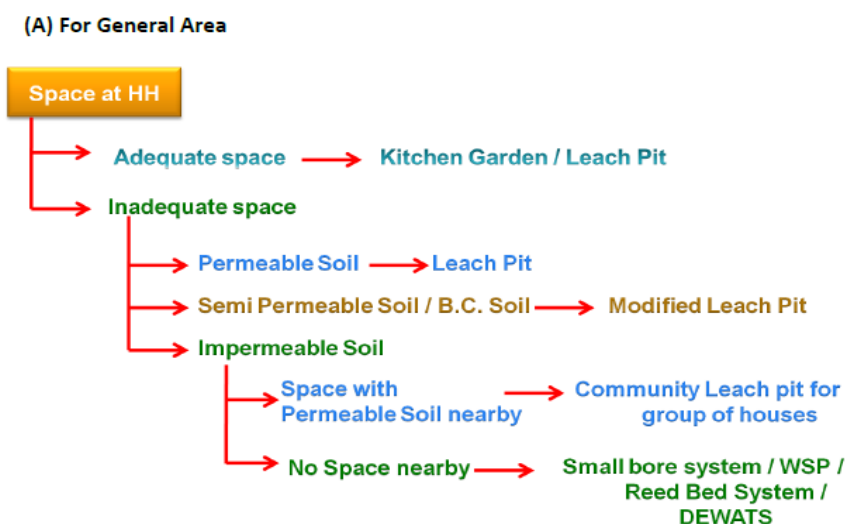 (A) For General Area
Space at HH
Adequate space
Kitchen Garden / Leach Pit
Inadequate space
Permeable Soil
Leach Pit
Semi Permeable Soil / B.C. Soil
Modified Leach Pit
Impermeable Soil
Space with
Permeable Soil nearby
Community Leach pit for
group of houses
No Space nearby
Small bore system / WSP /
Reed Bed System /
DEWATS